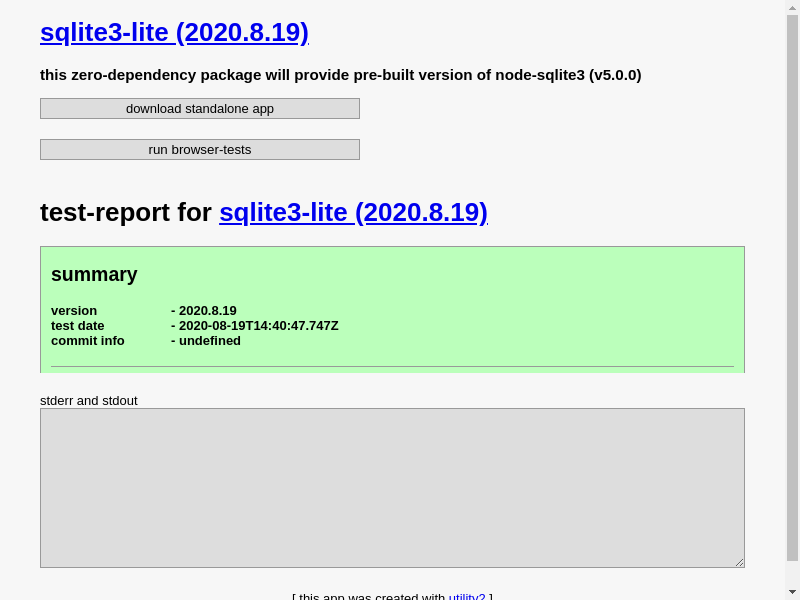 sqlite3-lite (2020.8.19)
this zero-dependency package will provide pre-built version of node-sqlite3 (v5.0.0)
download standalone app
run browser-tests
test-report for sqlite3-lite (2020.8.19)
summary
version - 2020.8.19
test date - 2020-08-19T14:40:47.747Z
commit info - undefined
stderr and stdout
[ this app was created with utility2 ]